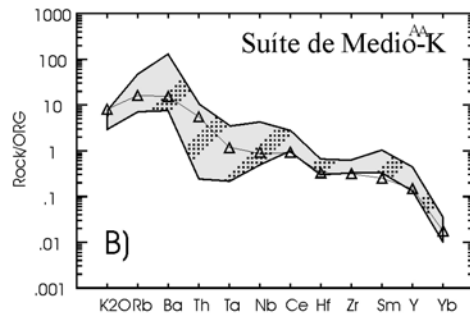 1000
100
10
1
.1
.01
.001
Rock/ORG
Suíte de Medio-K
AA
B)
K2O Rb Ba Th Ta Nb Ce Hf Zr Sm Y Yb